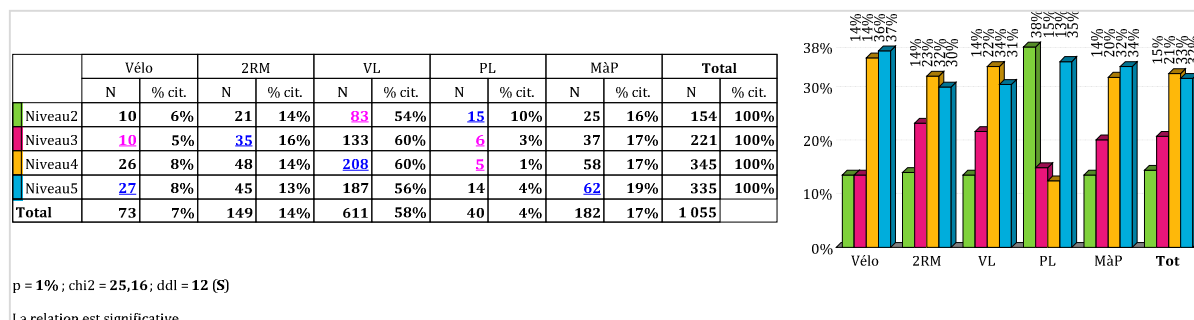 Vélo 2RM VL PL MàP Total
N % cit. N % cit. N % cit. N % cit. N % cit. N % cit.
Niveau2 10 6% 21 14% 83 54% 15 10% 25 16% 154 100%
Niveau3 10 5% 35 16% 133 60% 6 3% 37 17% 221 100%
Niveau4 26 8% 48 14% 208 60% 5 1% 58 17% 345 100%
Niveau5 27 8% 45 13% 187 56% 14 4% 62 19% 335 100%
Total 73 7% 149 14% 611 58% 40 4% 182 17% 1 055
p = 1% ; chi2 = 25,16 ; ddl = 12 (S)
La relation est significative
38%
30%
20%
10%
0%
14% 14% 36% 37%
14% 23% 32% 30%
14% 22% 34% 31%
38% 15% 13% 35%
14% 20% 32% 34%
15% 21% 33%
Vélo 2RM VL PL MàP Tot